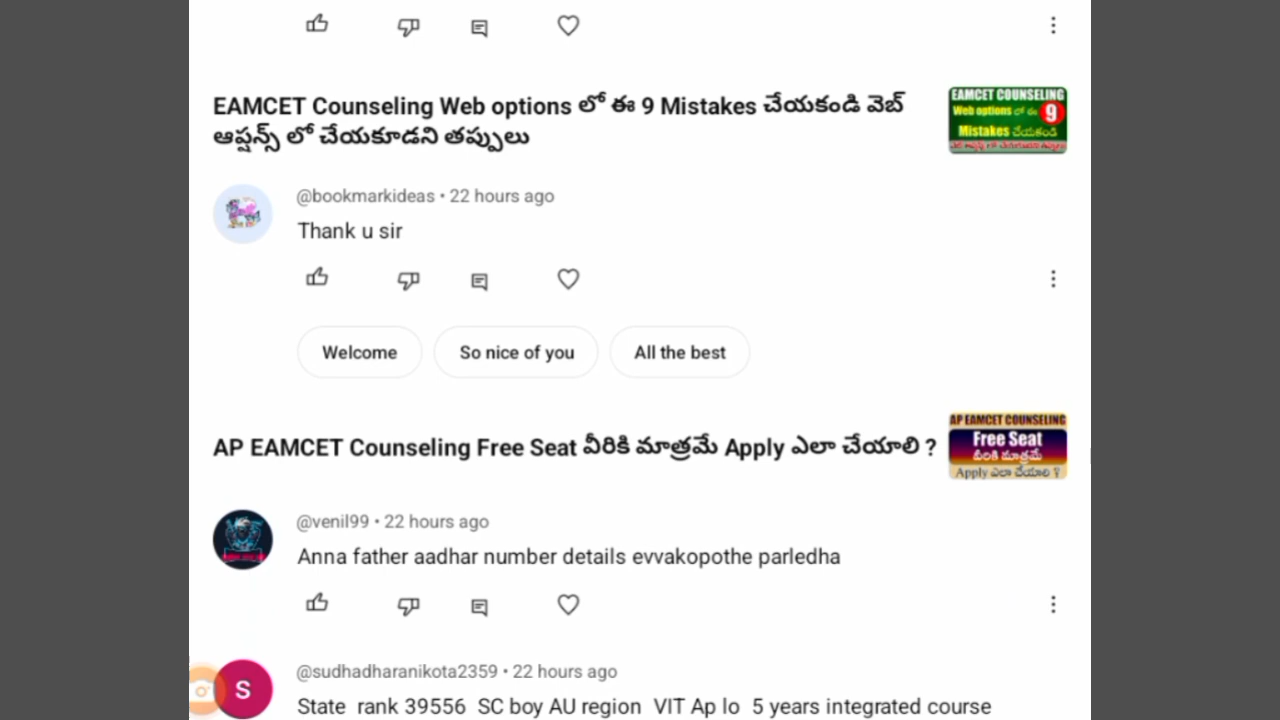 EAMCET Counseling Web options లో ఈ 9 Mistakes చేయకండి వెబ్
ఆప్షన్స్ లో చేయకూడని తప్పులు
EAMCET COUNSELING
Web options లో ఈ 9
Mistakes చేయకండి
@bookmarkideas • 22 hours ago
Thank u sir
Welcome
So nice of you
All the best
AP EAMCET Counseling Free Seat వీరికి మాత్రమే Apply ఎలా చేయాలి ?
AP EAMCET COUNSELING
Free Seat
వీరికి మాత్రమే
Apply ఎలా చేయాలి ?
@venil99 • 22 hours ago
Anna father aadhar number details evvakopothe parledha
S
@sudhadharanikota2359 • 22 hours ago
State rank 39556 SC boy AU region VIT Ap lo 5 years integrated course